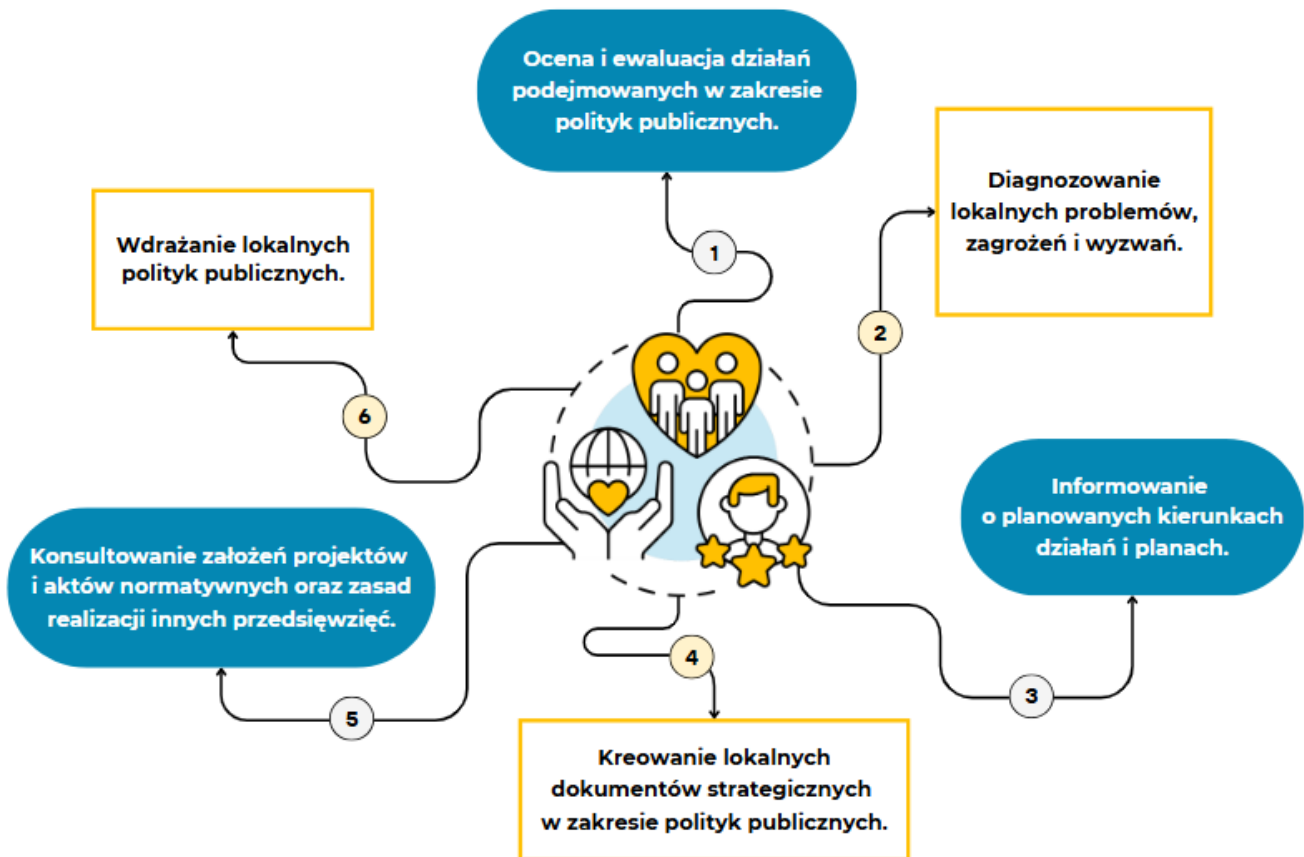 Ocena i ewaluacja działań
podejmowanych w zakresie
polityk publicznych.
1
Diagnozowanie
lokalnych problemów,
zagrożeń i wyzwań.
2
Informowanie
o planowanych kierunkach
działań i planach.
3
Kreowanie lokalnych
dokumentów strategicznych
w zakresie polityk publicznych.
4
Konsultowanie założeń projektów
i aktów normatywnych oraz zasad
realizacji innych przedsięwzięć.
5
Wdrażanie lokalnych
polityk publicznych.
6